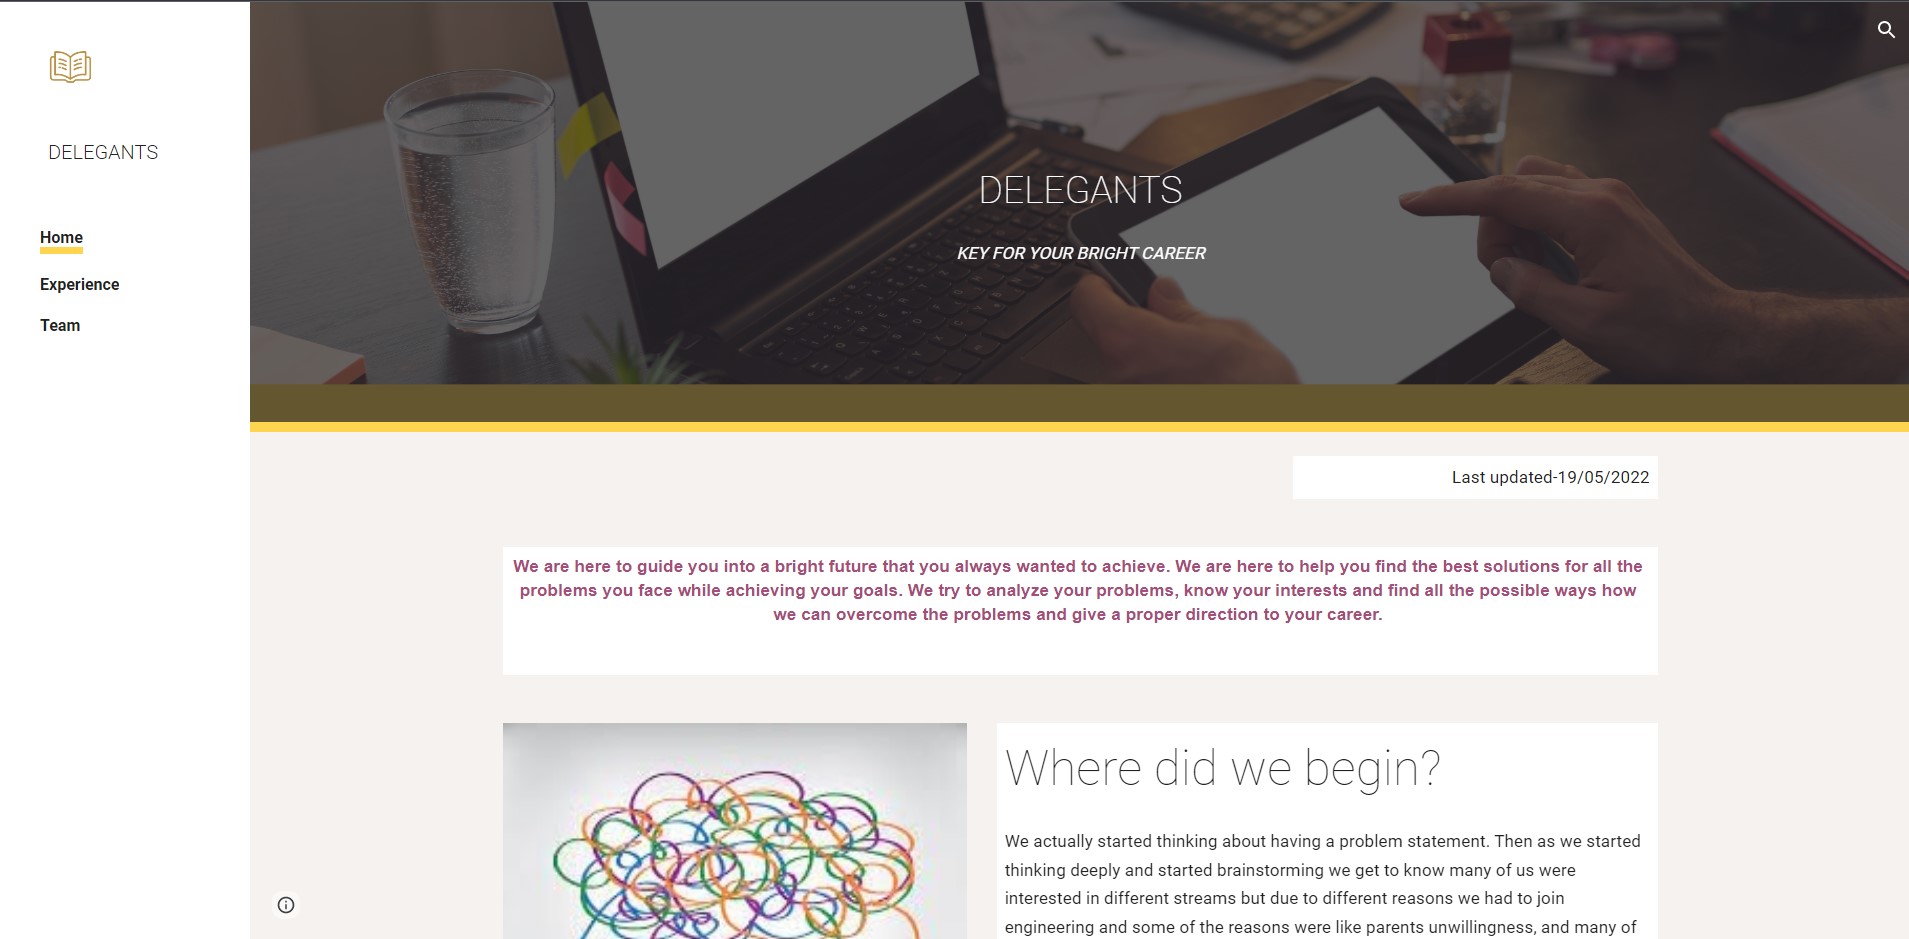 DELEGANTS
Home
Experience
Team
DELEGANTS
KEY FOR YOUR BRIGHT CAREER
Last updated-19/05/2022
We are here to guide you into a bright future that you always wanted to achieve. We are here to help you find the best solutions for all the
problems you face while achieving your goals. We try to analyze your problems, know your interests and find all the possible ways how
we can overcome the problems and give a proper direction to your career.
Where did we begin?
We actually started thinking about having a problem statement. Then as we started
thinking deeply and started brainstorming we get to know many of us were
interested in different streams but due to different reasons we had to join
engineering and some of the reasons were like parents unwillingness, and many of